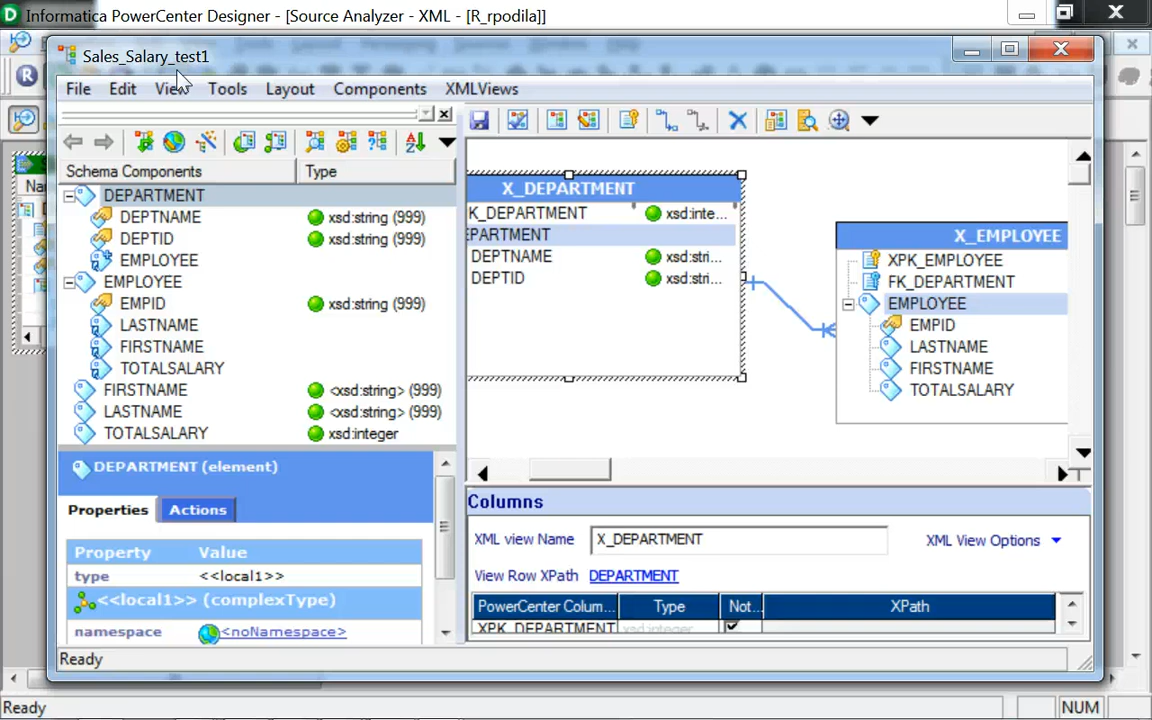 Informatica PowerCenter Designer - [Source Analyzer - XML - [R_rpodila]]
Sales_Salary_test1
File Edit View Tools Layout Components XMLViews
Schema Components Type
DEPARTMENT
DEPTNAME xsd:string (999)
DEPTID xsd:string (999)
EMPLOYEE
EMPLOYEE
EMPID xsd:string (999)
LASTNAME
FIRSTNAME
TOTALSALARY
FIRSTNAME <xsd:string> (999)
LASTNAME <xsd:string> (999)
TOTALSALARY xsd:integer
X_DEPARTMENT
K_DEPARTMENT xsd:inte...
EPARTMENT
DEPTNAME xsd:stri...
DEPTID xsd:stri...
X_EMPLOYEE
XPK_EMPLOYEE
FK_DEPARTMENT
EMPLOYEE
EMPID
LASTNAME
FIRSTNAME
TOTALSALARY
DEPARTMENT (element)
Properties Actions
Property Value
type <<local1>>
<<local1>> (complexType)
namespace <noNamespace>
Columns
XML view Name X_DEPARTMENT XML View Options
View Row XPath DEPARTMENT
PowerCenter Colum... Type Not... XPath
XPK_DEPARTMENT xsd:integer
Ready
Ready NUM